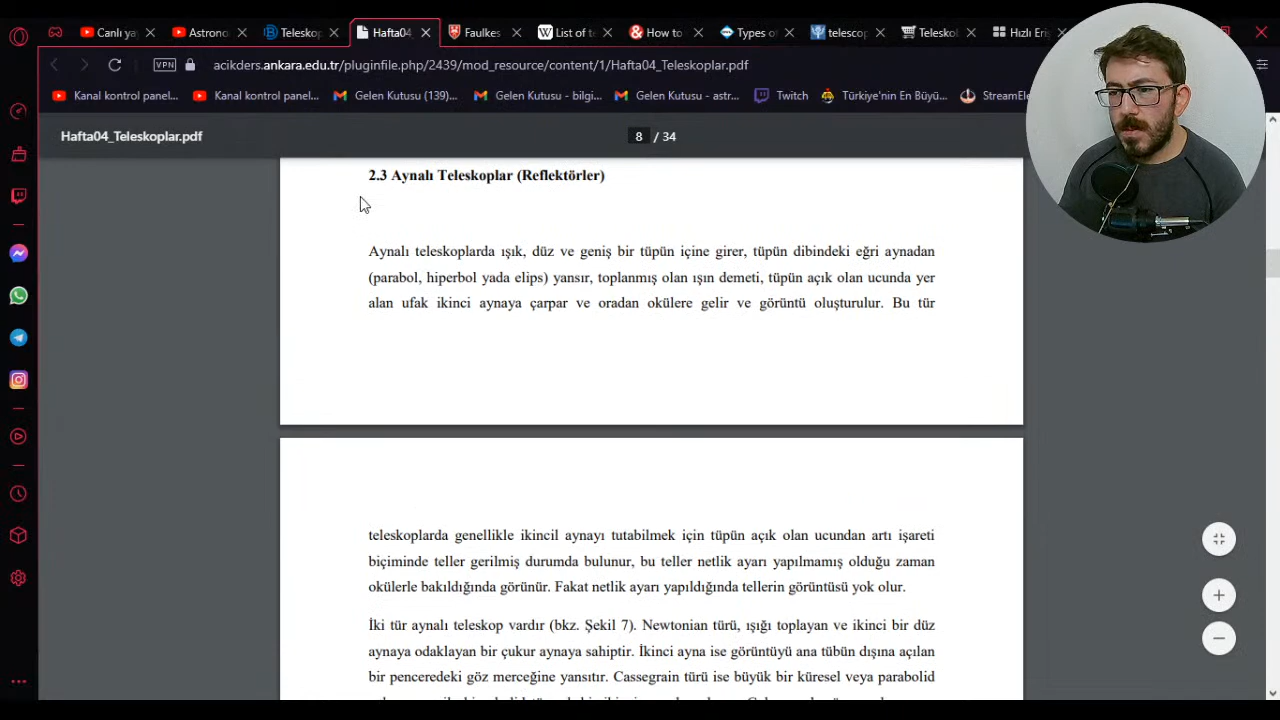 Canlı ya
Astrono
Teleskop
Hafta04
Faulkes
List of te
How to
Types o
telescop
Teleskol
Hızlı Eriş
VPN
acikders.ankara.edu.tr/pluginfile.php/2439/mod_resource/content/1/Hafta04_Teleskoplar.pdf
Kanal kontrol panel...
Kanal kontrol panel...
Gelen Kutusu (139)...
Gelen Kutusu - bilgi...
Gelen Kutusu - astr...
Twitch
Türkiye'nin En Büyü...
StreamEle
Hafta04_Teleskoplar.pdf
8 / 34
2.3 Aynalı Teleskoplar (Reflektörler)
Aynalı teleskoplarda ışık, düz ve geniş bir tüpün içine girer, tüpün dibindeki eğri aynadan
(parabol, hiperbol yada elips) yansır, toplanmış olan ışın demeti, tüpün açık olan ucunda yer
alan ufak ikinci aynaya çarpar ve oradan okülere gelir ve görüntü oluşturulur. Bu tür
teleskoplarda genellikle ikincil aynayı tutabilmek için tüpün açık olan ucundan artı işareti
biçiminde teller gerilmiş durumda bulunur, bu teller netlik ayarı yapılmamış olduğu zaman
okülerle bakıldığında görünür. Fakat netlik ayarı yapıldığında tellerin görüntüsü yok olur.
İki tür aynalı teleskop vardır (bkz. Şekil 7). Newtonian türü, ışığı toplayan ve ikinci bir düz
aynaya odaklayan bir çukur aynaya sahiptir. İkinci ayna ise görüntüyü ana tübün dışına açılan
bir penceredeki göz merceğine yansıtır. Cassegrain türü ise büyük bir küresel veya parabolid